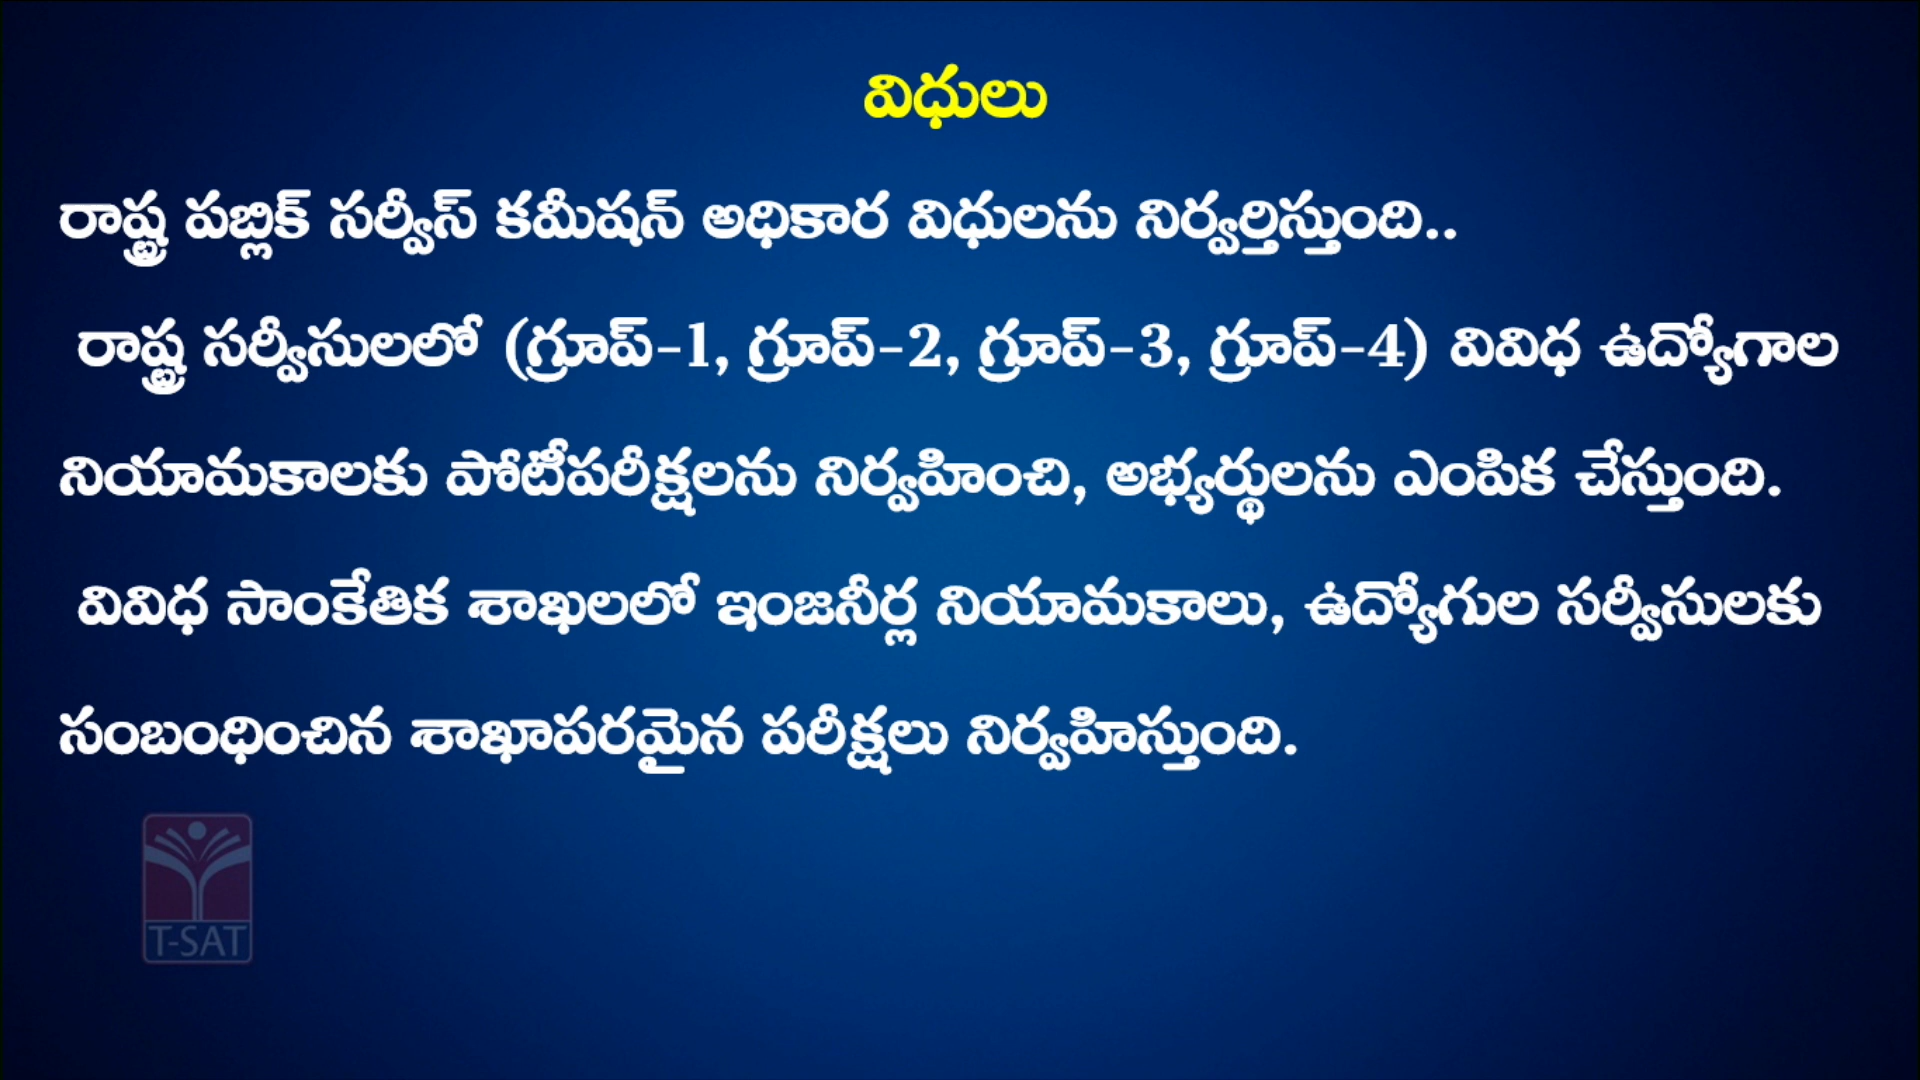 విధులు
రాష్ట్ర పబ్లిక్ సర్వీస్ కమీషన్ అధికార విధులను నిర్వర్తిస్తుంది..
రాష్ట్ర సర్వీసులలో (గ్రూప్-1, గ్రూప్-2, గ్రూప్-3, గ్రూప్-4) వివిధ ఉద్యోగాల
నియామకాలకు పోటీపరీక్షలను నిర్వహించి, అభ్యర్థులను ఎంపిక చేస్తుంది.
వివిధ సాంకేతిక శాఖలలో ఇంజనీర్ల నియామకాలు, ఉద్యోగుల సర్వీసులకు
సంబంధించిన శాఖాపరమైన పరీక్షలు నిర్వహిస్తుంది.
T-SAT